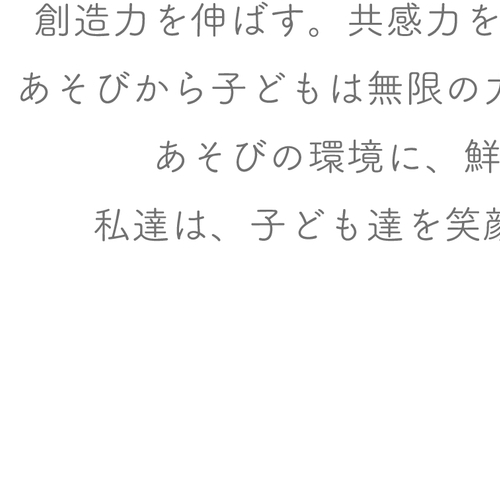 創造力を伸ばす。共感力を
あそびから子どもは無限の
あそびの環境に、鮮
私達は、子ども達を笑